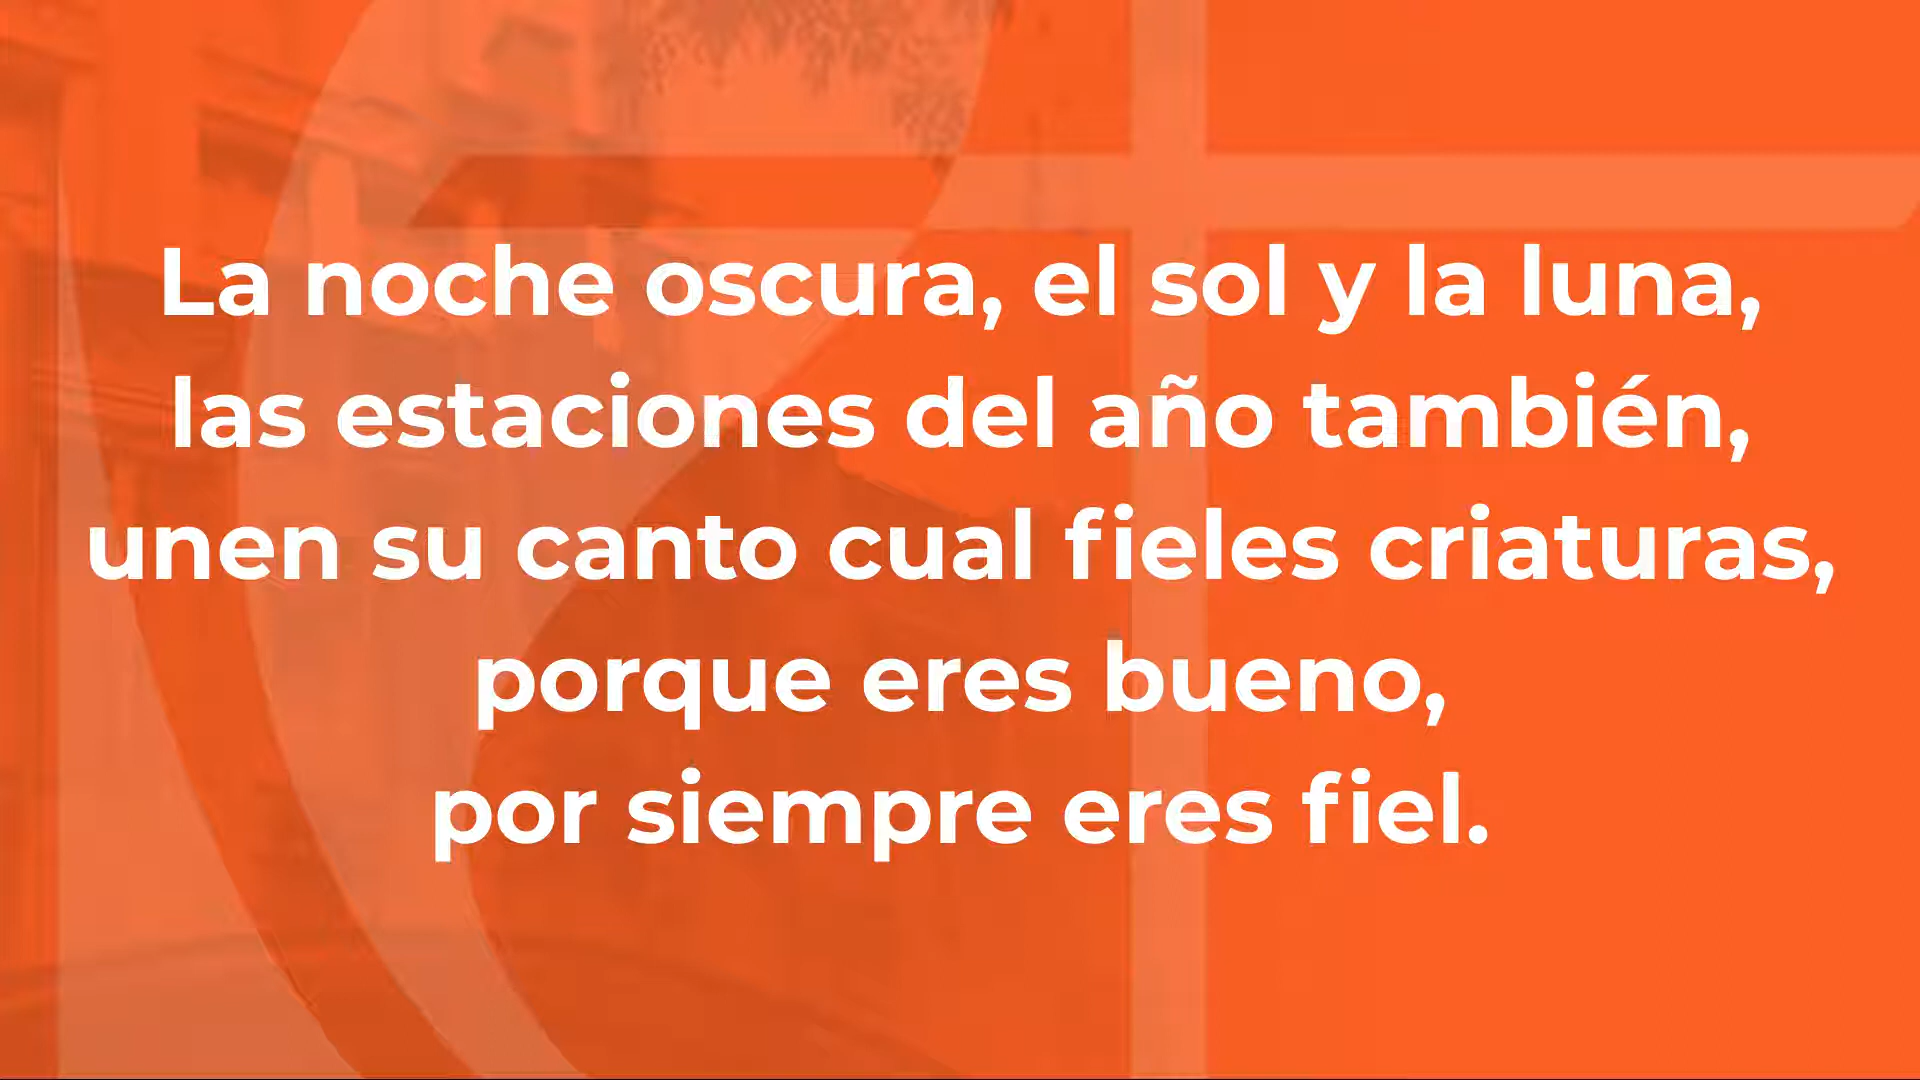 La noche oscura, el sol y la luna,
las estaciones del año también,
unen su canto cual fieles criaturas,
porque eres bueno,
por siempre eres fiel.